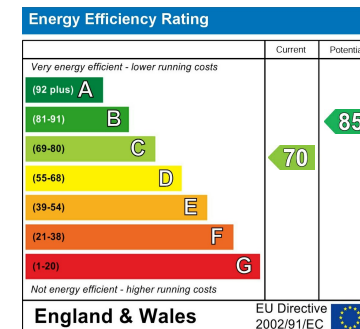 Energy Efficiency Rating
Current Potentia
Very energy efficient - lower running costs
(92 plus) A
(81-91) B
85
(69-80) C
70
(55-68) D
(39-54) E
(21-38) F
(1-20) G
Not energy efficient - higher running costs
England & Wales
EU Directive
2002/91/EC